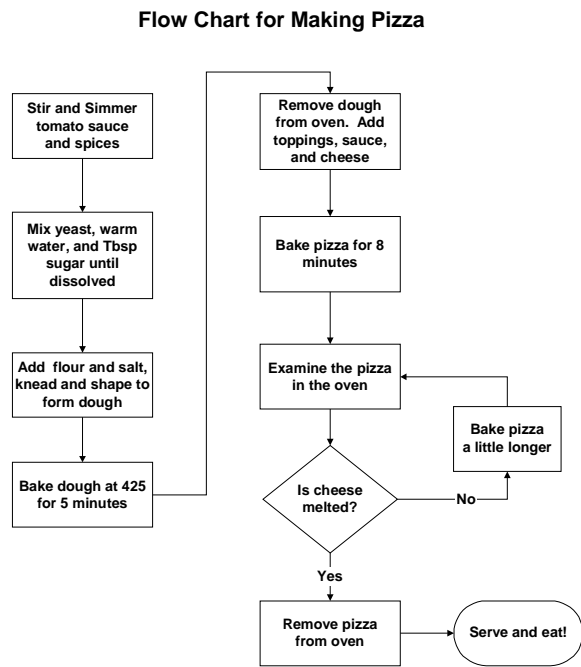 Flow Chart for Making Pizza
Stir and Simmer
tomato sauce
and spices
Mix yeast, warm
water, and Tbsp
sugar until
dissolved
Add flour and salt,
knead and shape to
form dough
Bake dough at 425
for 5 minutes
Remove dough
from oven. Add
toppings, sauce,
and cheese
Bake pizza for 8
minutes
Examine the pizza
in the oven
Is cheese
melted?
No
Bake pizza
a little longer
Yes
Remove pizza
from oven
Serve and eat!